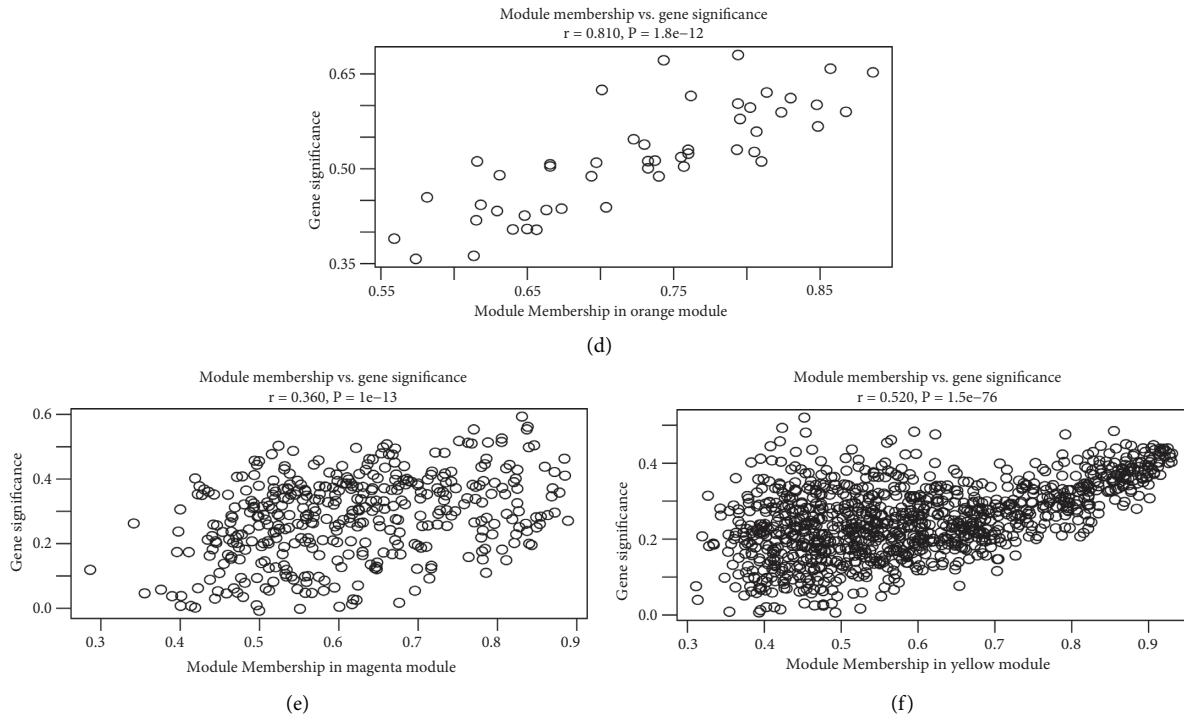 Module membership vs. gene significance
r = 0.810, P = 1.8e−12
Gene significance
0.65
0.50
0.35
0.55
0.65
0.75
0.85
Module Membership in orange module
(d)
Module membership vs. gene significance
r = 0.360, P = 1e−13
Gene significance
0.6
0.4
0.2
0.0
0.3
0.4
0.5
0.6
0.7
0.8
0.9
Module Membership in magenta module
(e)
Module membership vs. gene significance
r = 0.520, P = 1.5e−76
Gene significance
0.4
0.2
0.0
0.3
0.4
0.5
0.6
0.7
0.8
0.9
Module Membership in yellow module
(f)